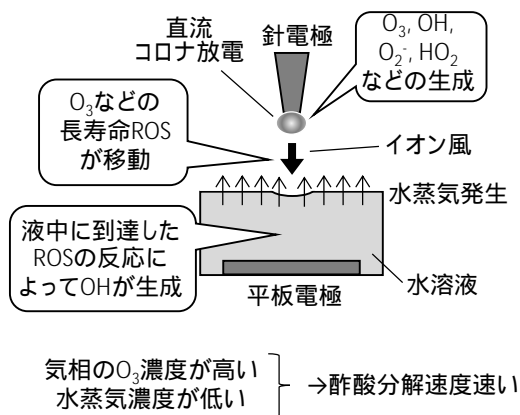 直流
コロナ放電
針電極
O₃, OH,
O₂⁻, HO₂
などの生成
O₃などの
長寿命ROS
が移動
イオン風
水蒸気発生
液中に到達した
ROSの反応に
よってOHが生成
平板電極
水溶液
気相のO₃濃度が高い
水蒸気濃度が低い
→酢酸分解速度速い